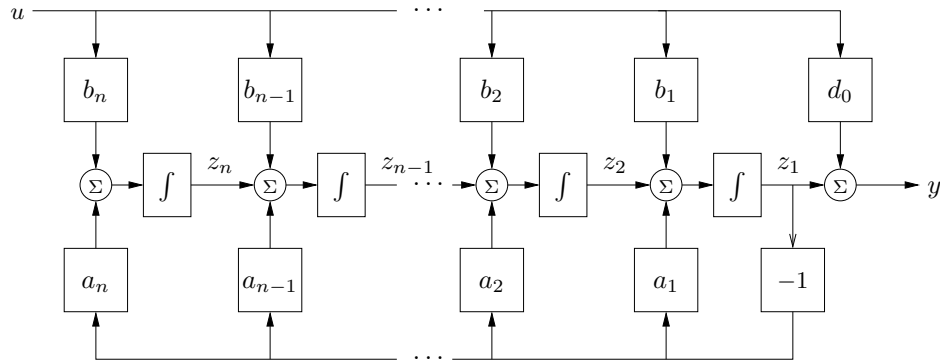 u ⋯
b_n b_{n−1} b_2 b_1 d_0
Σ ∫ z_n Σ ∫ z_{n−1} ⋯ Σ ∫ z_2 Σ ∫ z_1 Σ y
a_n a_{n−1} a_2 a_1 −1
⋯